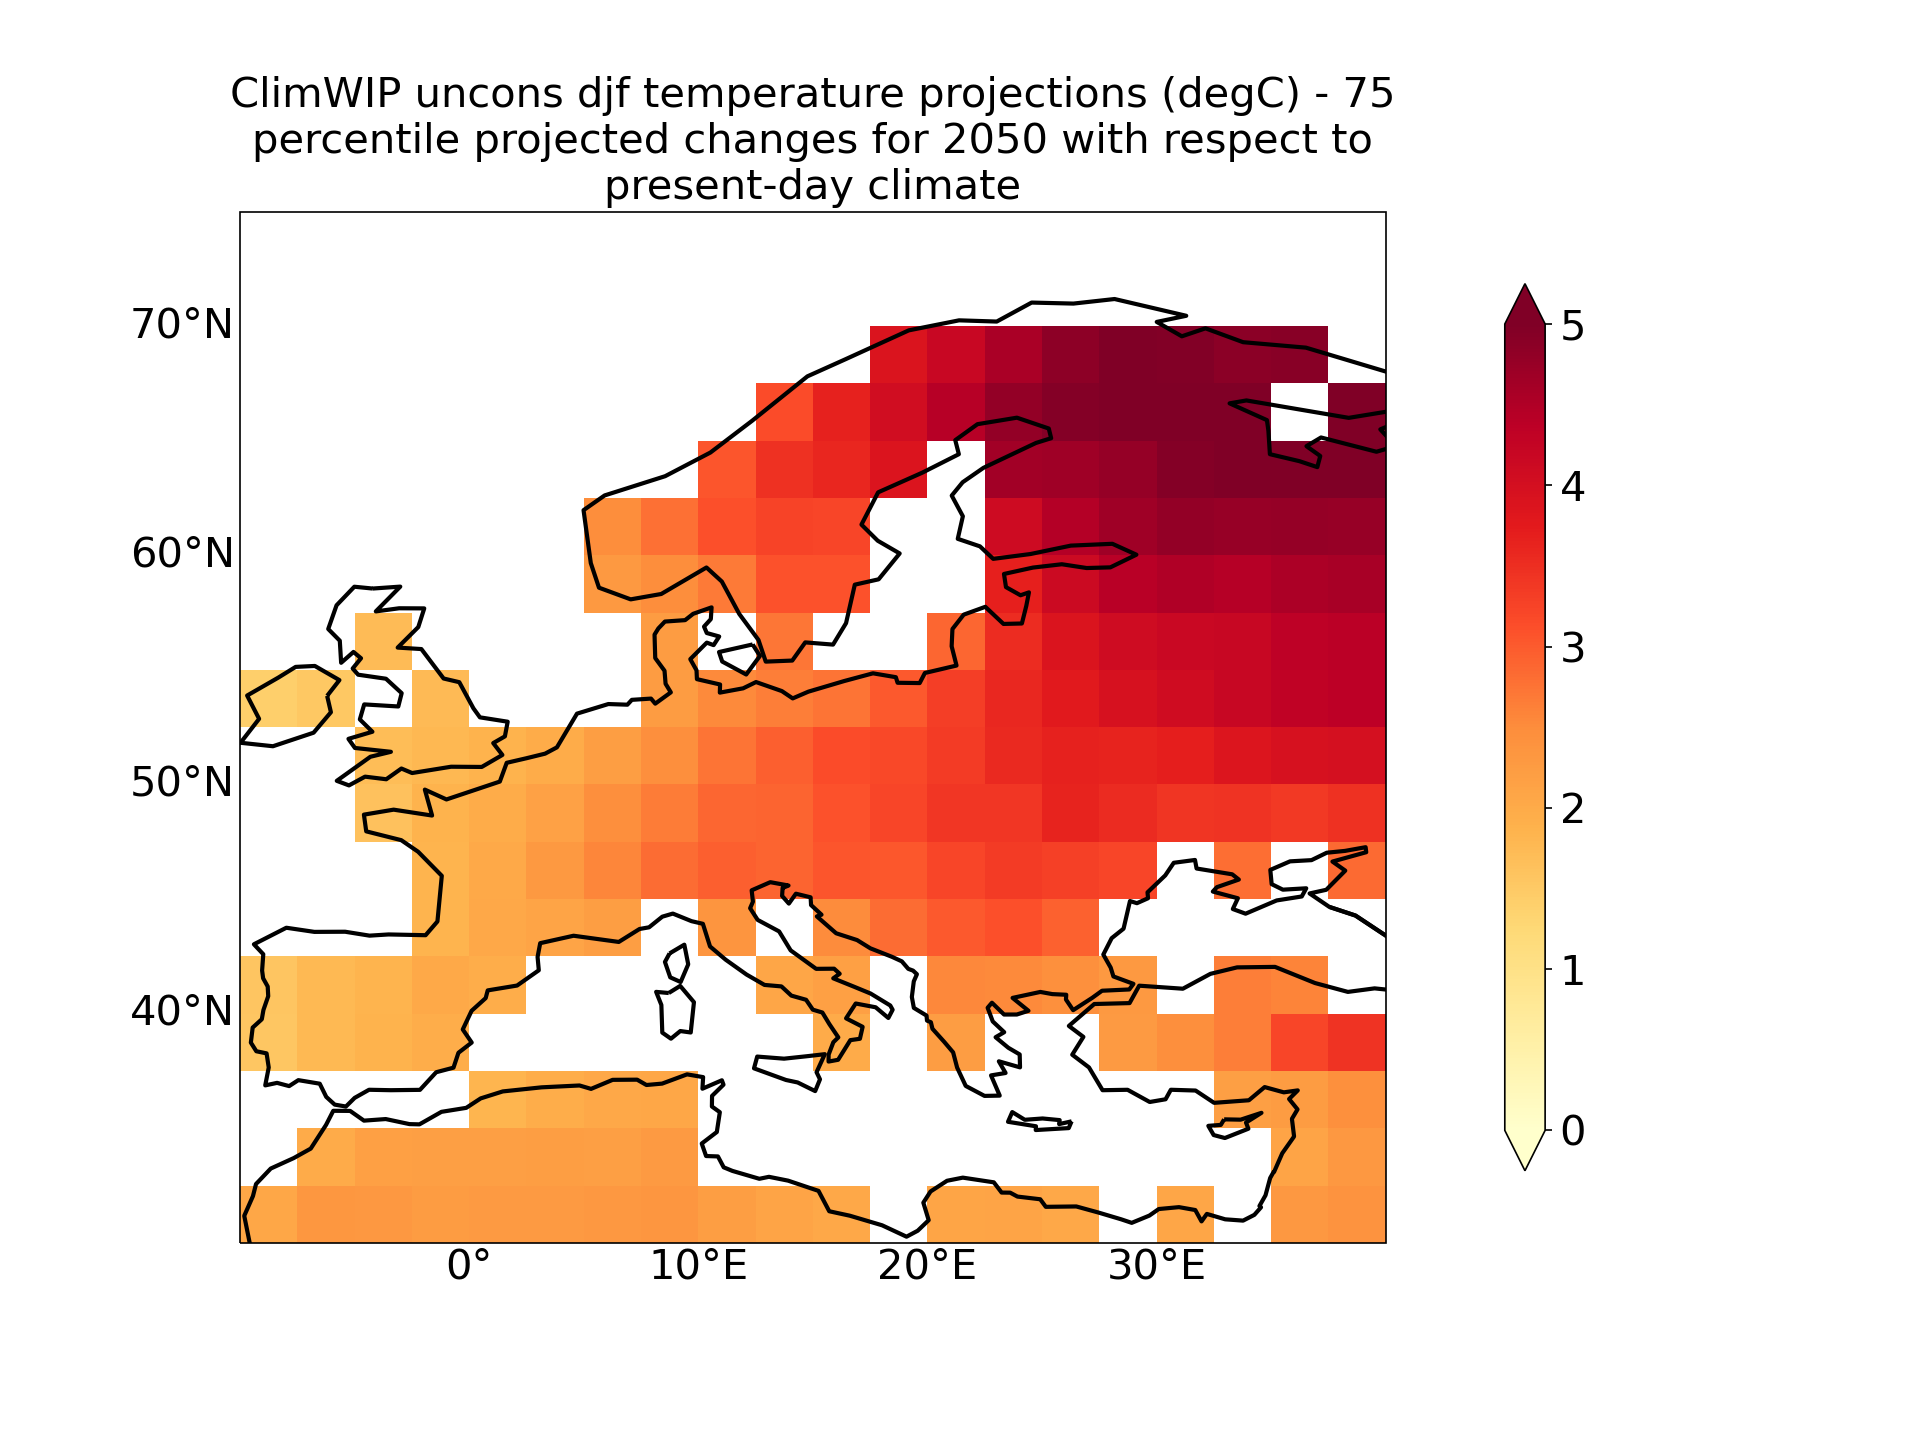 ClimWIP uncons djf temperature projections (degC) - 75
percentile projected changes for 2050 with respect to
present-day climate
70°N
60°N
50°N
40°N
0°
10°E
20°E
30°E
5
4
3
2
1
0